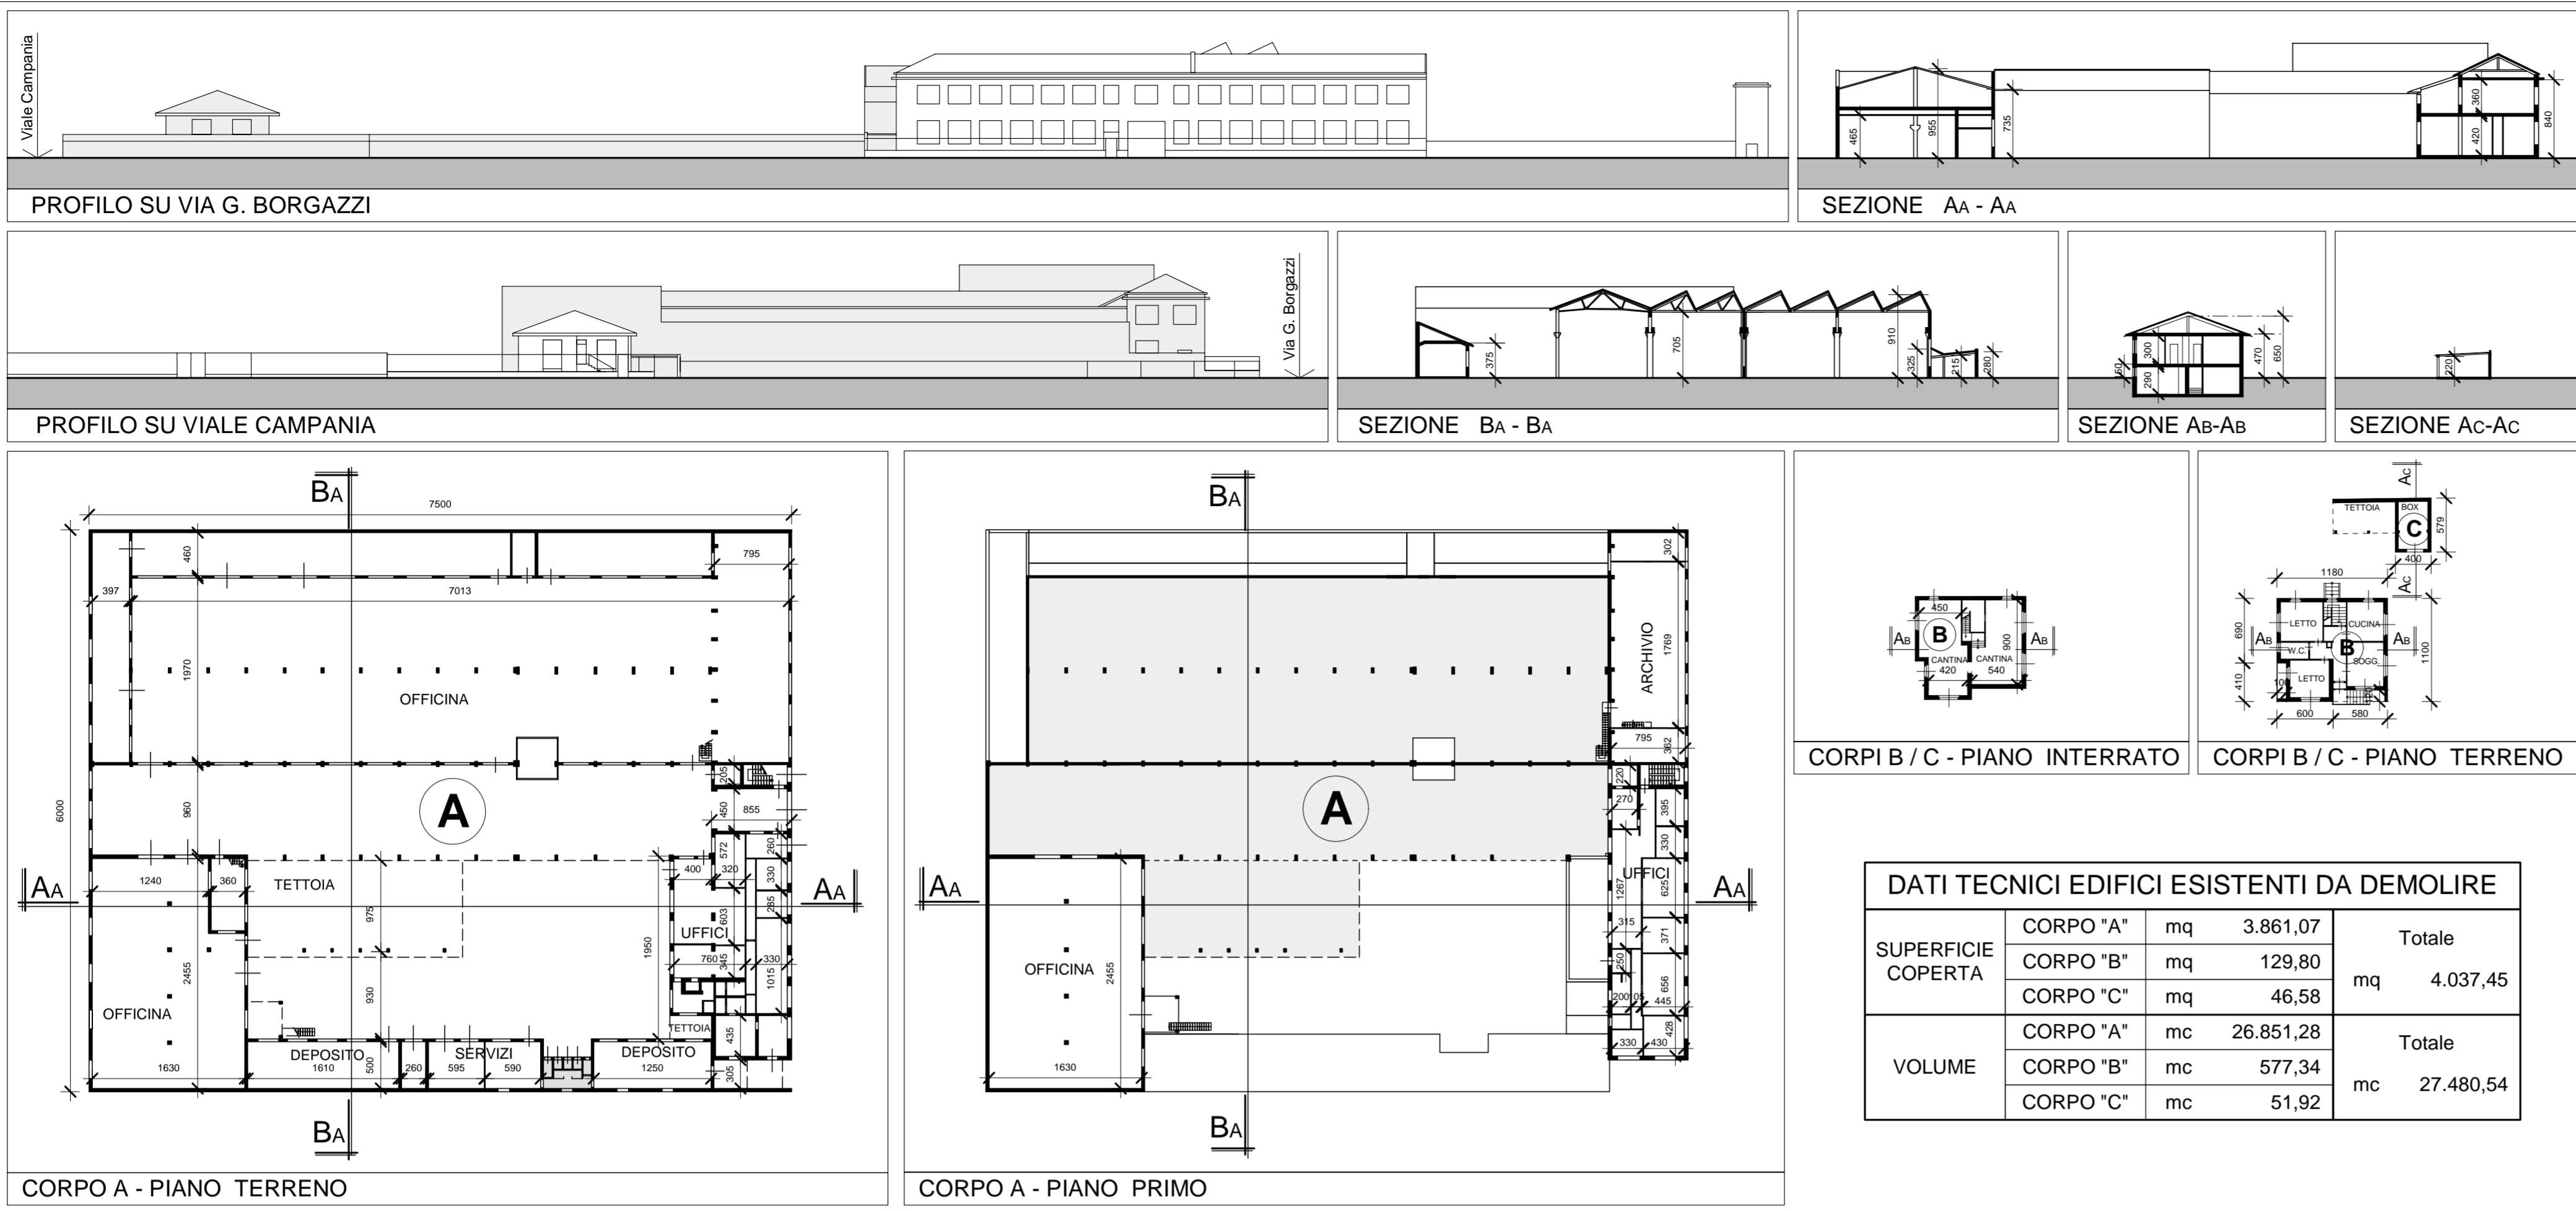 Viale Campania
PROFILO SU VIA G. BORGAZZI
465
955
735
360
420
840
SEZIONE AA - AA
Via G. Borgazzi
PROFILO SU VIALE CAMPANIA
375
705
910
325
215
280
SEZIONE BA - BA
60
300
290
470
650
SEZIONE AB-AB
220
SEZIONE AC-AC
BA
7500
460
795
397
7013
1970
OFFICINA
6000
960
A
205
450
855
572
260
1240
360
TETTOIA
400
320
330
AA
AA
975
603
285
UFFICI
1950
760
345
330
2455
930
1015
OFFICINA
TETTOIA
435
DEPOSITO
SERVIZI
DEPOSITO
1630
1610
500
260
595
590
1250
305
BA
CORPO A - PIANO TERRENO
BA
302
ARCHIVIO
1769
795
362
A
220
270
395
330
UFFICI
AA
AA
1267
625
315
371
OFFICINA
2455
250
656
200
105
445
428
330
430
1630
BA
CORPO A - PIANO PRIMO
450
AB
B
AB
900
CANTINA
CANTINA
420
540
CORPI B / C - PIANO INTERRATO
AC
TETTOIA
BOX
C
579
400
1180
AC
690
LETTO
CUCINA
AB
AB
B
W.C.
SOGG.
1100
410
LETTO
100
600
580
CORPI B / C - PIANO TERRENO
DATI TECNICI EDIFICI ESISTENTI DA DEMOLIRE
SUPERFICIE COPERTA
CORPO "A" mq 3.861,07
CORPO "B" mq 129,80
CORPO "C" mq 46,58
Totale
mq 4.037,45
VOLUME
CORPO "A" mc 26.851,28
CORPO "B" mc 577,34
CORPO "C" mc 51,92
Totale
mc 27.480,54